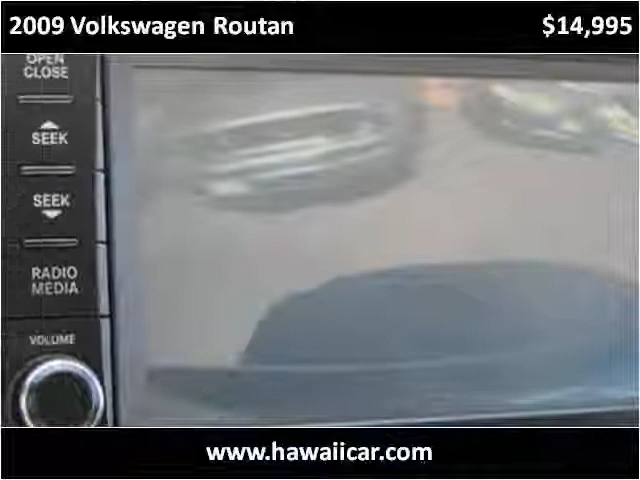 2009 Volkswagen Routan $14,995
OPEN
CLOSE
SEEK
SEEK
RADIO
MEDIA
VOLUME
www.hawaiicar.com